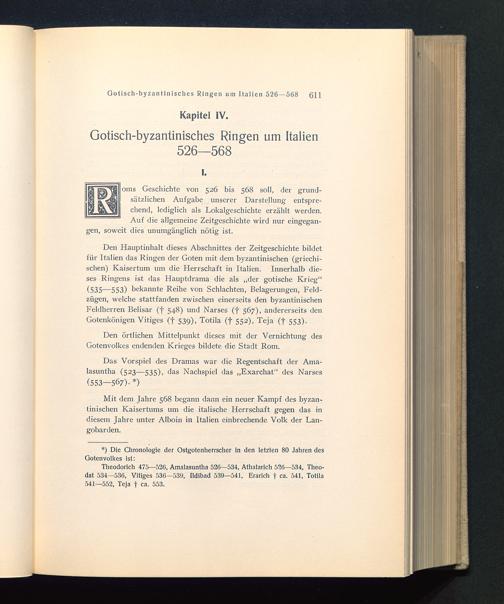 Gotisch-byzantinisches Ringen um Italien 526—568 611
Kapitel IV.
Gotisch-byzantinisches Ringen um Italien
526—568
I.
Roms Geschichte von 526 bis 568 soll, der grund-
sätzlichen Aufgabe unserer Darstellung entspre-
chend, lediglich als Lokalgeschichte erzählt werden.
Auf die allgemeine Zeitgeschichte wird nur eingegan-
gen, soweit dies unumgänglich nötig ist.
Den Hauptinhalt dieses Abschnittes der Zeitgeschichte bildet
für Italien das Ringen der Goten mit dem byzantinischen (griechi-
schen) Kaisertum um die Herrschaft in Italien. Innerhalb die-
ses Ringens ist das Hauptdrama die als „der gotische Krieg“
(535—553) bekannte Reihe von Schlachten, Belagerungen, Feld-
zügen, welche stattfanden zwischen einerseits den byzantinischen
Feldherren Belisar († 548) und Narses († 567), andererseits den
Gotenkönigen Vitiges († 539), Totila († 552), Teja († 553).
Den örtlichen Mittelpunkt dieses mit der Vernichtung des
Gotenvolkes endenden Krieges bildete die Stadt Rom.
Das Vorspiel des Dramas war die Regentschaft der Ama-
lasuntha (523—535), das Nachspiel das „Exarchat“ des Narses
(553—567). *)
Mit dem Jahre 568 begann dann ein neuer Kampf des byzan-
tinischen Kaisertums um die italische Herrschaft gegen das in
diesem Jahre unter Alboin in Italien einbrechende Volk der Lan-
gobarden.
*) Die Chronologie der Ostgotenherrscher in den letzten 80 Jahren des
Gotenvolkes ist:
Theodorich 475—526, Amalasuntha 526—534, Athalarich 526—534, Theo-
dat 534—536, Vitiges 536—539, Ildibad 539—541, Erarich † ca. 541, Totila
541—552, Teja † ca. 553.